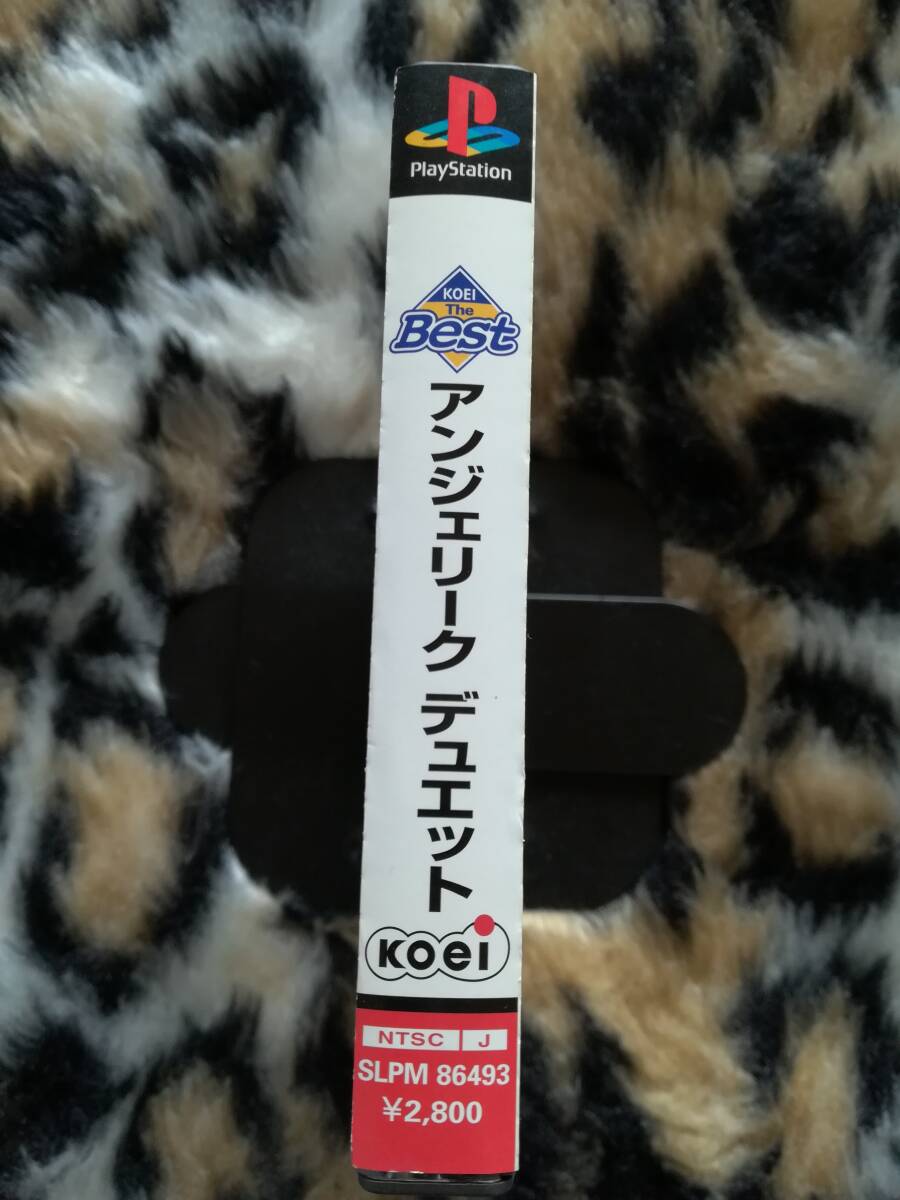 PlayStation
KOEI
The
Best
アンジェリーク デュエット
KOEI
NTSC J
SLPM 86493
¥2,800